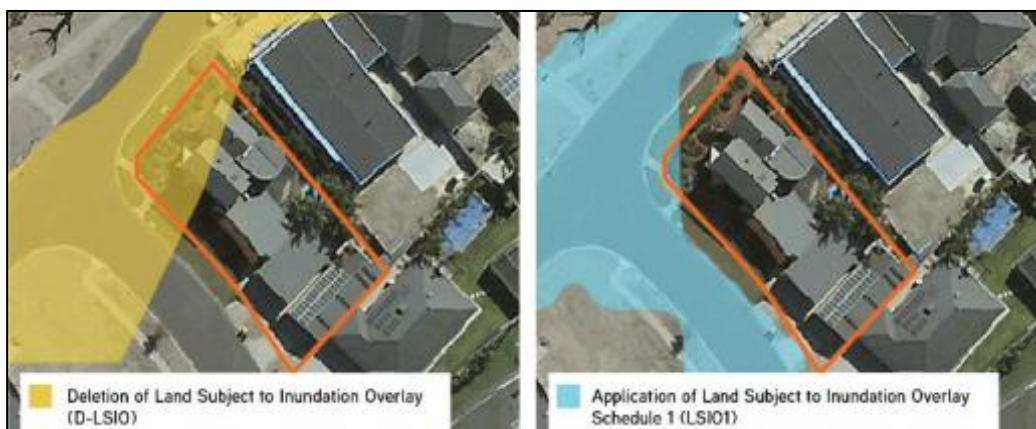 Deletion of Land Subject to Inundation Overlay
(D-LSIO)
Application of Land Subject to Inundation Overlay
Schedule 1 (LSIO1)